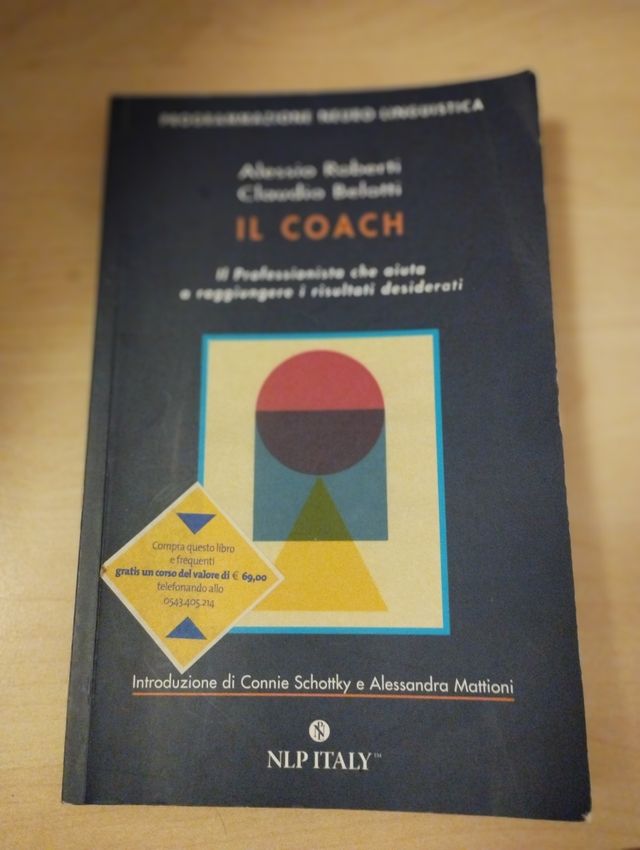 PROGRAMMAZIONE NEURO LINGUISTICA
Alessio Roberti
Claudio Belotti
IL COACH
Il Professionista che aiuta
a raggiungere i risultati desiderati
Compra questo libro
e frequenti
gratis un corso del valore di € 69,00
telefonando allo
0543.405.214
Introduzione di Connie Schottky e Alessandra Mattioni
NLP ITALY™